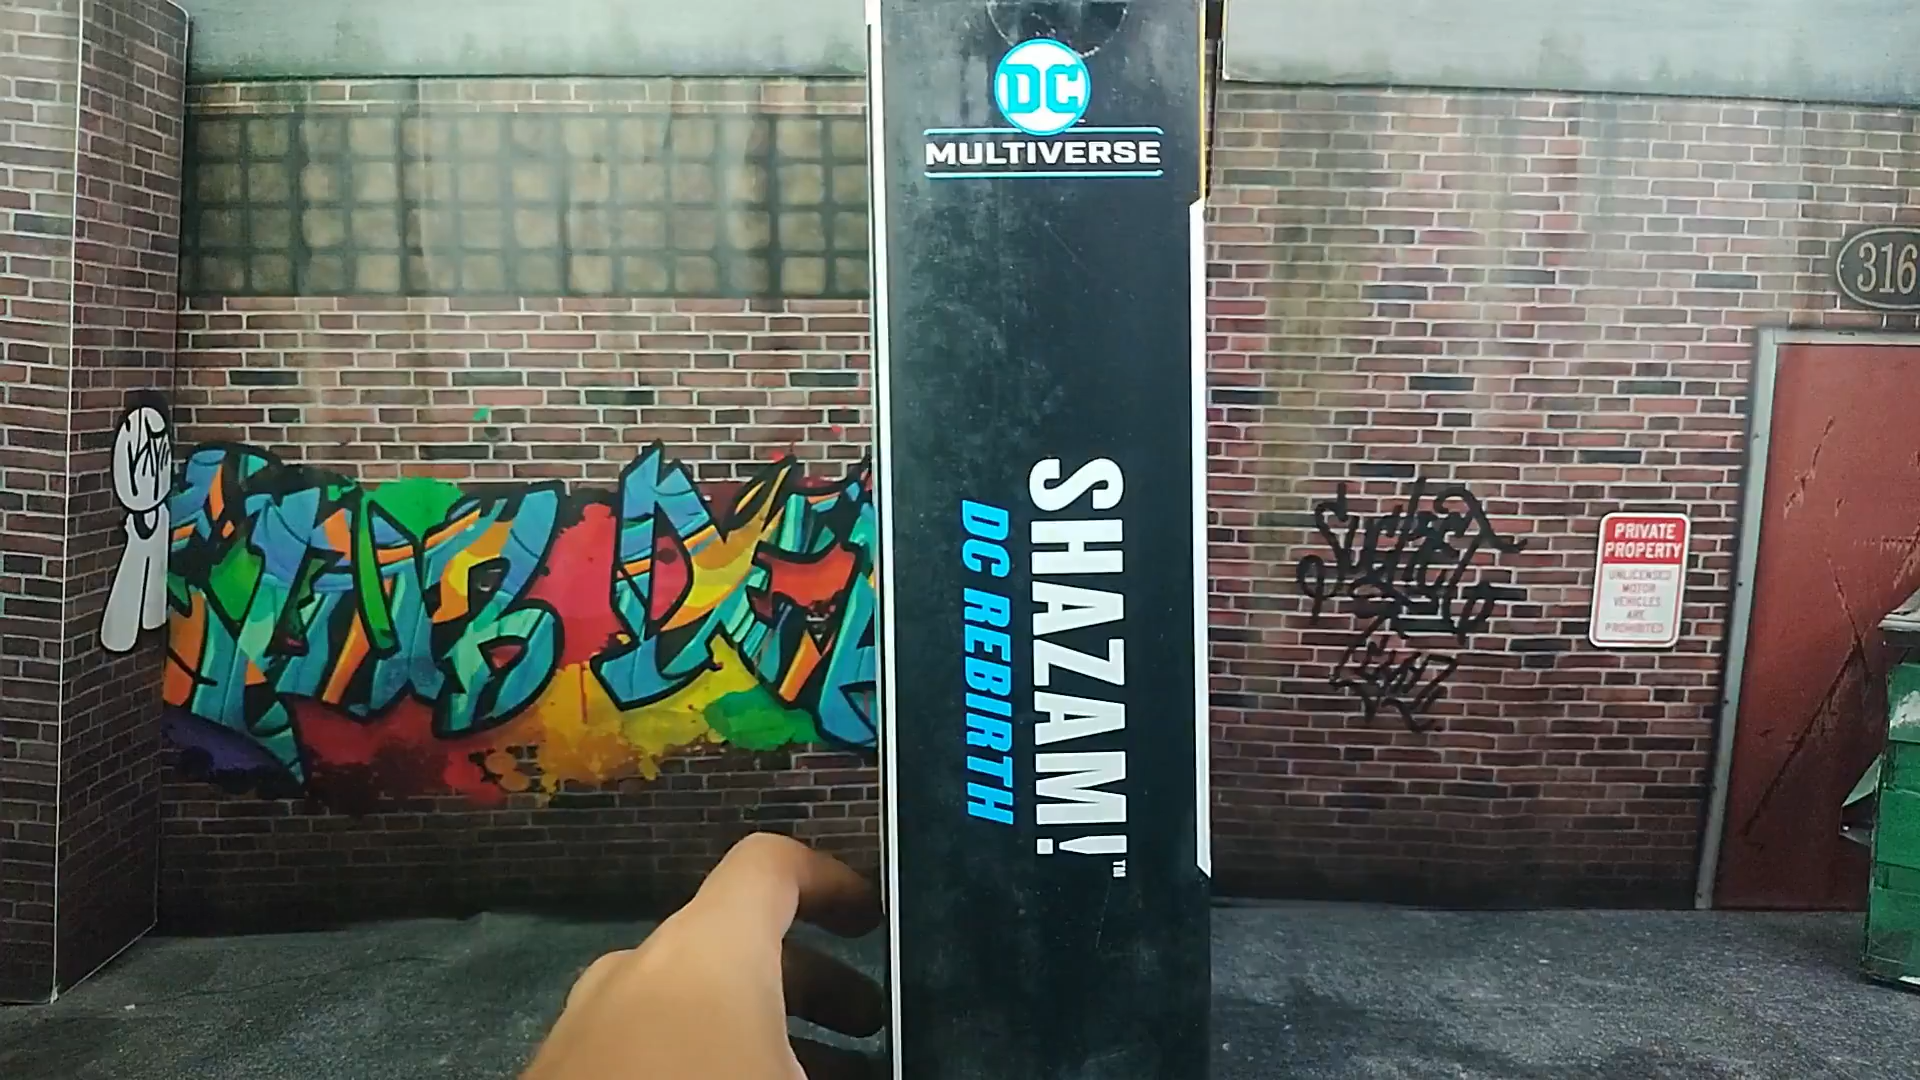 DC
MULTIVERSE
SHAZAM!™
DC REBIRTH
316
PRIVATE
PROPERTY
UNLICENSED
MOTOR
VEHICLES
ARE
PROHIBITED